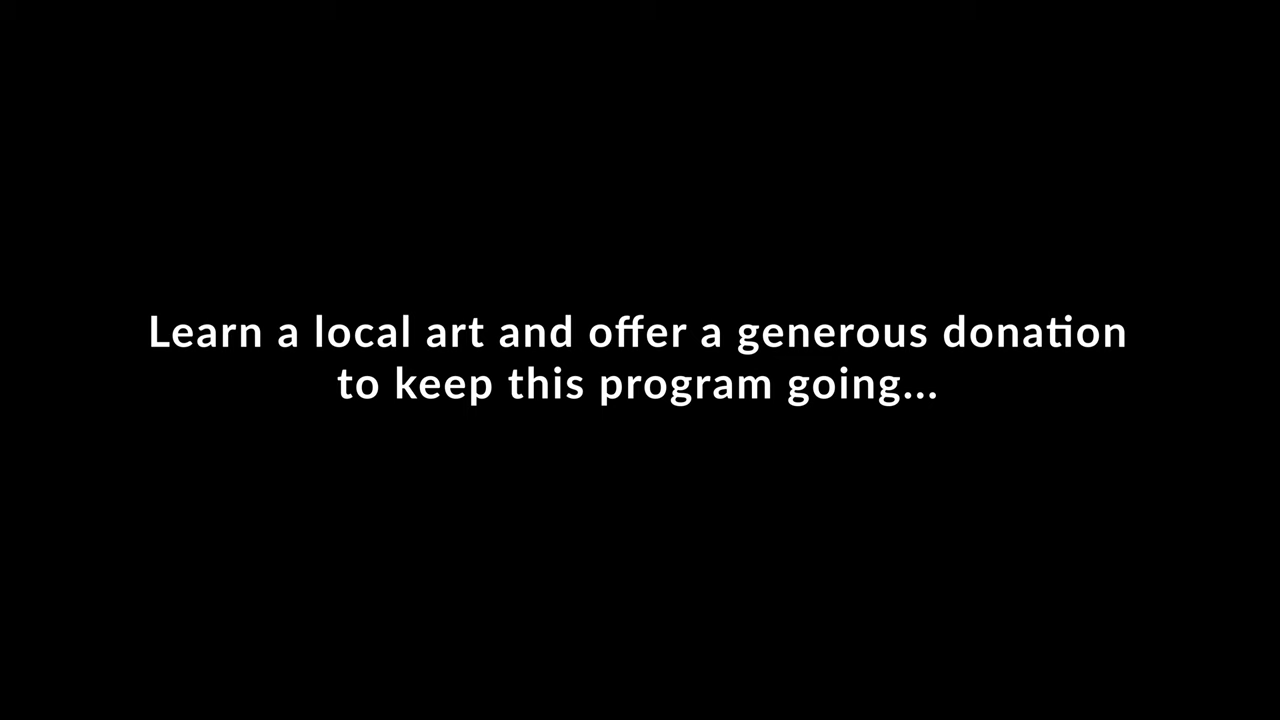 Learn a local art and offer a generous donation
to keep this program going...